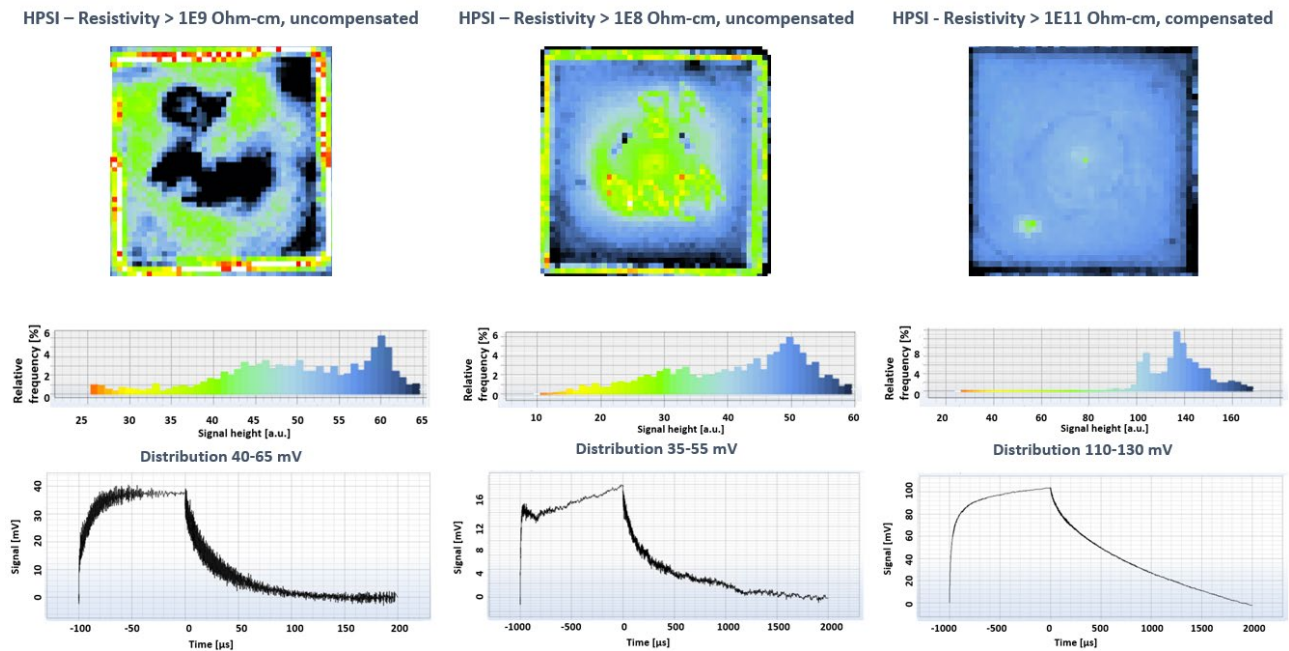 HPSI – Resistivity > 1E9 Ohm-cm, uncompensated
HPSI – Resistivity > 1E8 Ohm-cm, uncompensated
HPSI - Resistivity > 1E11 Ohm-cm, compensated
Relative
frequency [%]
6
4
2
0
25 30 35 40 45 50 55 60 65
Signal height [a.u.]
Relative
frequency [%]
6
4
2
0
10 20 30 40 50 60
Signal height [a.u.]
Relative
frequency [%]
8
4
0
20 40 60 80 100 120 140 160
Signal height [a.u.]
Distribution 40-65 mV
Distribution 35-55 mV
Distribution 110-130 mV
Signal [mV]
40
30
20
10
0
-100 -50 0 50 100 150 200
Time [µs]
Signal [mV]
16
12
8
4
0
-1000 -500 0 500 1000 1500 2000
Time [µs]
Signal [mV]
100
80
60
40
20
0
-1000 -500 0 500 1000 1500 2000
Time [µs]